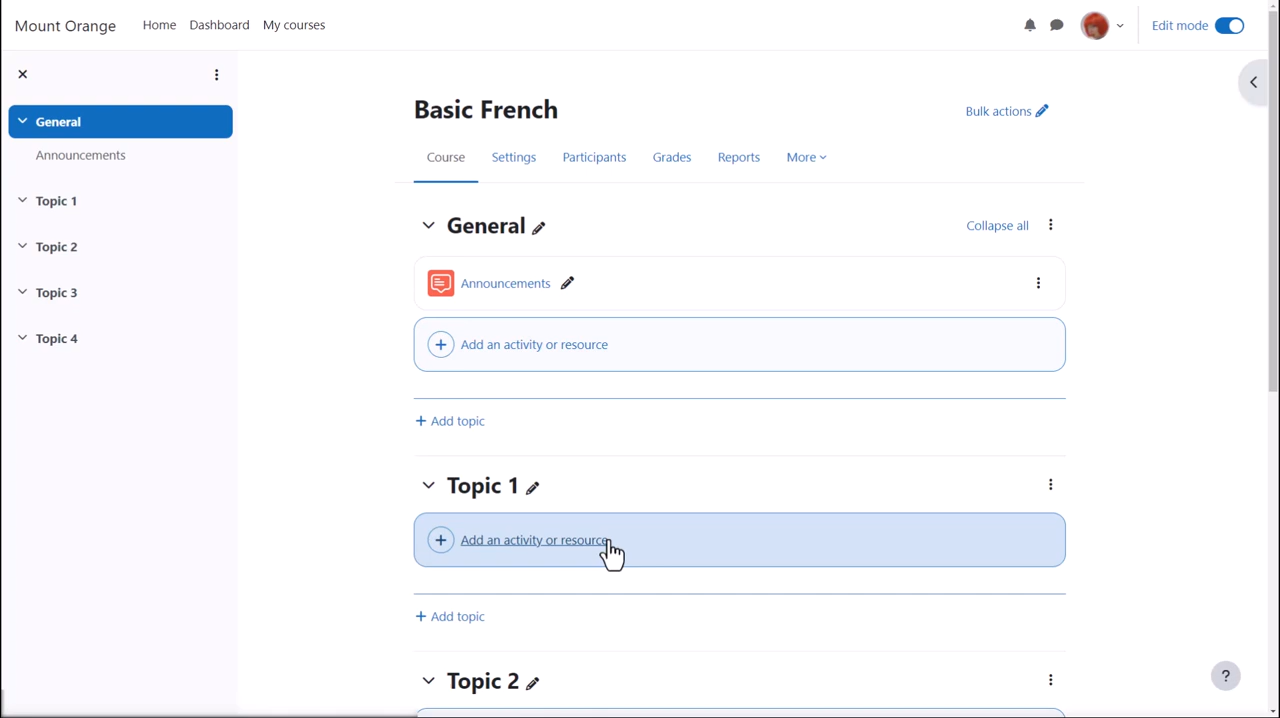 Mount Orange Home Dashboard My courses Edit mode
General
Announcements
Topic 1
Topic 2
Topic 3
Topic 4
Basic French Bulk actions
Course Settings Participants Grades Reports More
General Collapse all
Announcements
+ Add an activity or resource
+ Add topic
Topic 1
+ Add an activity or resource
+ Add topic
Topic 2
?